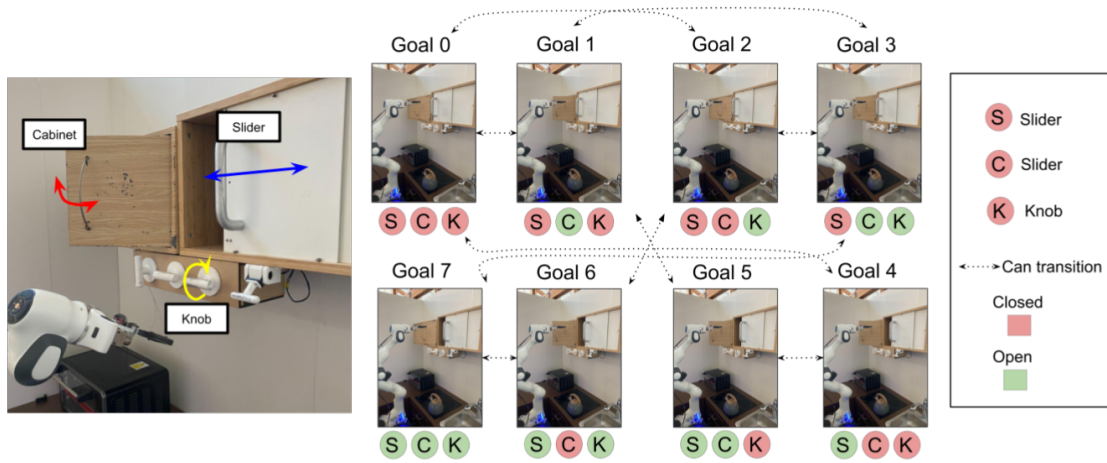 Cabinet
Slider
Knob
Goal 0 Goal 1 Goal 2 Goal 3
S C K S C K S C K S C K
Goal 7 Goal 6 Goal 5 Goal 4
S C K S C K S C K S C K
S Slider
C Slider
K Knob
Can transition
Closed
Open